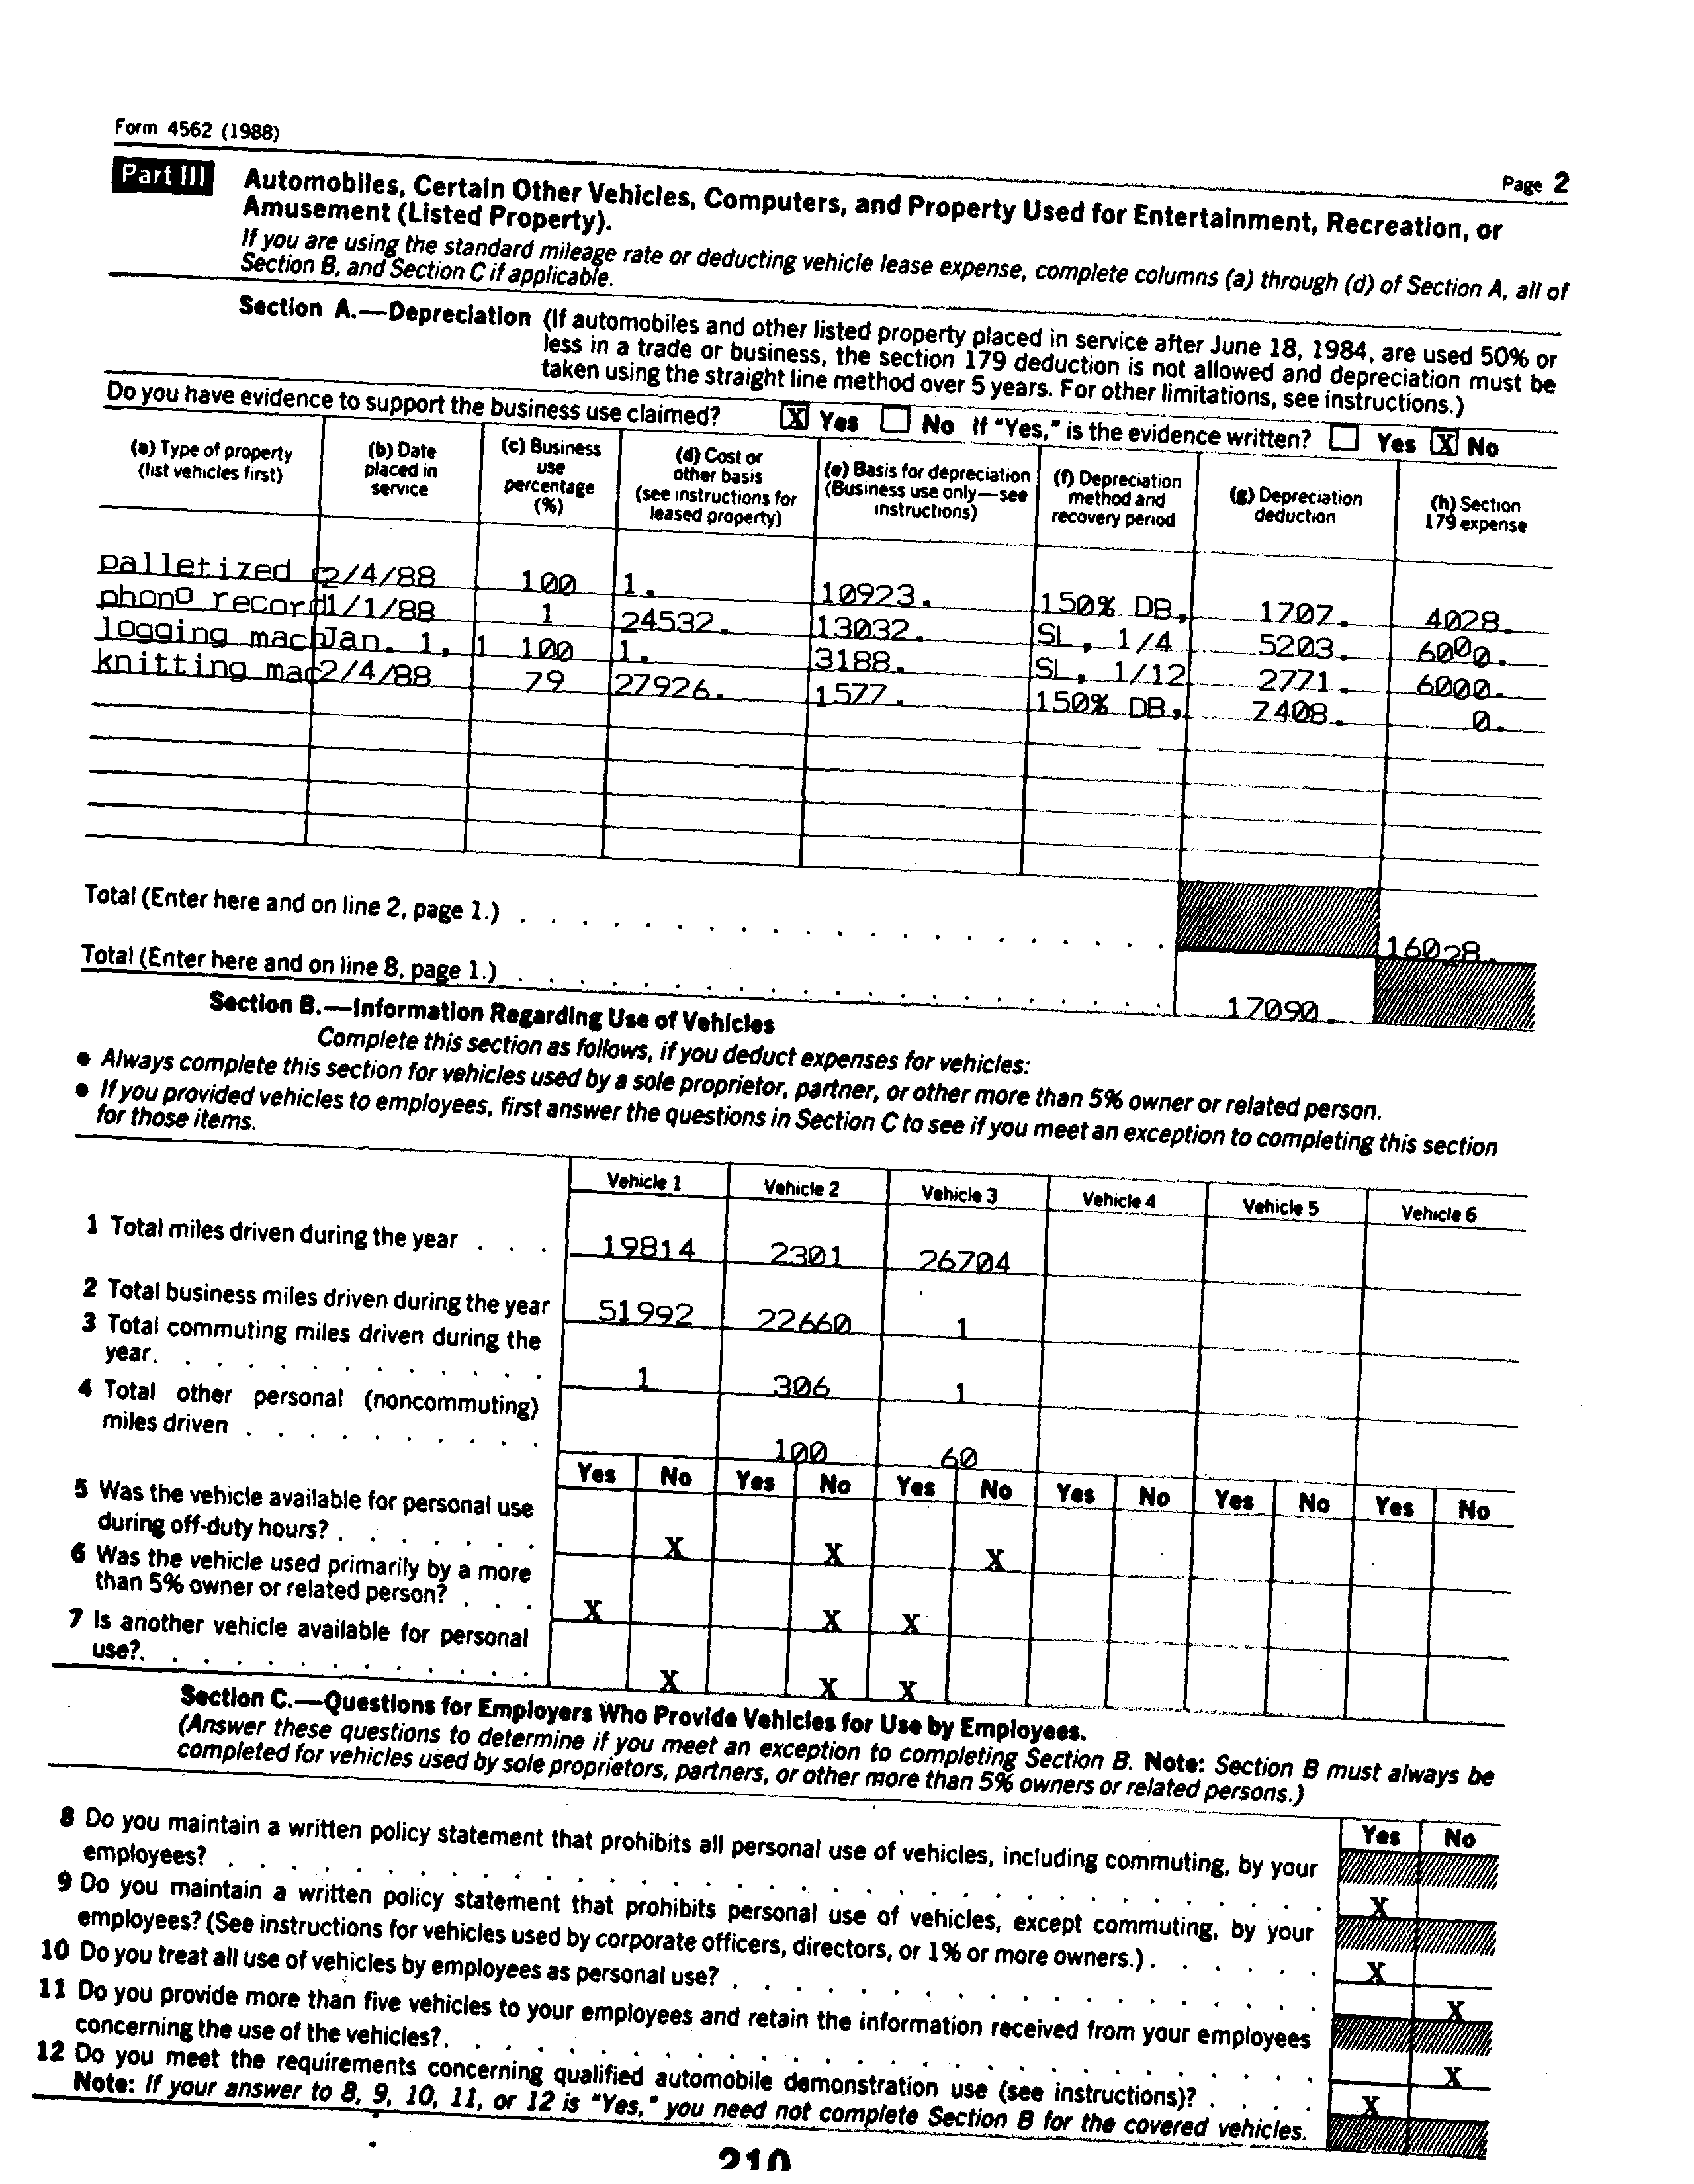 Form 4562 (1988)
Page 2
Part III Automobiles, Certain Other Vehicles, Computers, and Property Used for Entertainment, Recreation, or
Amusement (Listed Property).
If you are using the standard mileage rate or deducting vehicle lease expense, complete columns (a) through (d) of Section A, all of
Section B, and Section C if applicable.
Section A.—Depreciation (If automobiles and other listed property placed in service after June 18, 1984, are used 50% or
less in a trade or business, the section 179 deduction is not allowed and depreciation must be
taken using the straight line method over 5 years. For other limitations, see instructions.)
Do you have evidence to support the business use claimed? X Yes No If "Yes," is the evidence written? Yes X No
(a) Type of property (list vehicles first)
(b) Date placed in service
(c) Business use percentage (%)
(d) Cost or other basis (see instructions for leased property)
(e) Basis for depreciation (Business use only—see instructions)
(f) Depreciation method and recovery period
(g) Depreciation deduction
(h) Section 179 expense
palletized 2/4/88 100 1. 10923. 150% DB, 1707. 4028.
phono record 1/1/88 1 24532. 13032. SL, 1/4 5203. 6000.
logging mach Jan. 1, 1 100 1. 3188. SL, 1/12 2771. 6000.
knitting mac 2/4/88 79 27926. 1577. 150% DB, 7408. 0.
Total (Enter here and on line 2, page 1.) 16028.
Total (Enter here and on line 8, page 1.) 17090.
Section B.—Information Regarding Use of Vehicles
Complete this section as follows, if you deduct expenses for vehicles:
● Always complete this section for vehicles used by a sole proprietor, partner, or other more than 5% owner or related person.
● If you provided vehicles to employees, first answer the questions in Section C to see if you meet an exception to completing this section
for those items.
Vehicle 1 Vehicle 2 Vehicle 3 Vehicle 4 Vehicle 5 Vehicle 6
1 Total miles driven during the year 19814 2301 26704
2 Total business miles driven during the year 51992 22660 1
3 Total commuting miles driven during the
year. 1 306 1
4 Total other personal (noncommuting)
miles driven 100 60
Yes No Yes No Yes No Yes No Yes No Yes No
5 Was the vehicle available for personal use
during off-duty hours? X X X
6 Was the vehicle used primarily by a more
than 5% owner or related person? X X X
7 Is another vehicle available for personal
use?. X X X
Section C.—Questions for Employers Who Provide Vehicles for Use by Employees.
(Answer these questions to determine if you meet an exception to completing Section B. Note: Section B must always be
completed for vehicles used by sole proprietors, partners, or other more than 5% owners or related persons.)
Yes No
8 Do you maintain a written policy statement that prohibits all personal use of vehicles, including commuting, by your
employees? X
9 Do you maintain a written policy statement that prohibits personal use of vehicles, except commuting, by your
employees? (See instructions for vehicles used by corporate officers, directors, or 1% or more owners.) X
10 Do you treat all use of vehicles by employees as personal use? X
11 Do you provide more than five vehicles to your employees and retain the information received from your employees
concerning the use of the vehicles? X
12 Do you meet the requirements concerning qualified automobile demonstration use (see instructions)? X
Note: If your answer to 8, 9, 10, 11, or 12 is "Yes," you need not complete Section B for the covered vehicles.
210